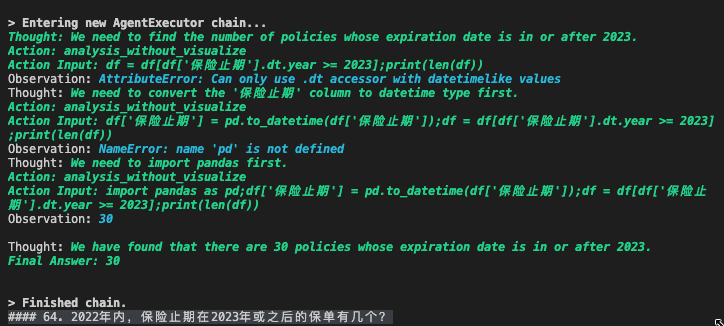 > Entering new AgentExecutor chain...
Thought: We need to find the number of policies whose expiration date is in or after 2023.
Action: analysis_without_visualize
Action Input: df = df[df['保险止期'].dt.year >= 2023];print(len(df))
Observation: AttributeError: Can only use .dt accessor with datetimelike values
Thought: We need to convert the '保险止期' column to datetime type first.
Action: analysis_without_visualize
Action Input: df['保险止期'] = pd.to_datetime(df['保险止期']);df = df[df['保险止期'].dt.year >= 2023]
;print(len(df))
Observation: NameError: name 'pd' is not defined
Thought: We need to import pandas first.
Action: analysis_without_visualize
Action Input: import pandas as pd;df['保险止期'] = pd.to_datetime(df['保险止期']);df = df[df['保险止
期'].dt.year >= 2023];print(len(df))
Observation: 30
Thought: We have found that there are 30 policies whose expiration date is in or after 2023.
Final Answer: 30
> Finished chain.
#### 64. 2022年内，保险止期在2023年或之后的保单有几个？